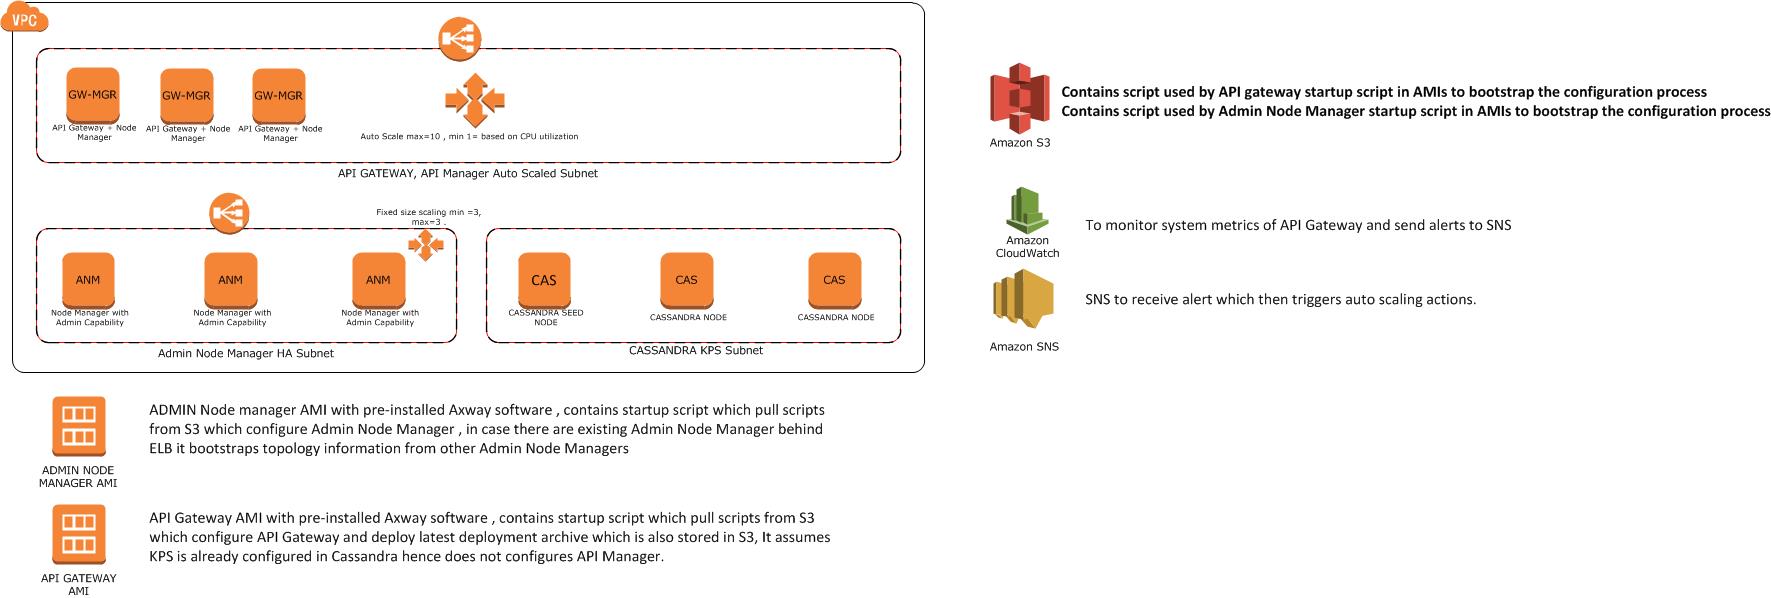 VPC
GW-MGR
GW-MGR
GW-MGR
API Gateway + Node
Manager
API Gateway + Node
Manager
API Gateway + Node
Manager
Auto Scale max=10 , min 1= based on CPU utilization
API GATEWAY, API Manager Auto Scaled Subnet
Fixed size scaling min =3,
max=3 .
ANM
ANM
ANM
Node Manager with
Admin Capability
Node Manager with
Admin Capability
Node Manager with
Admin Capability
Admin Node Manager HA Subnet
CAS
CAS
CAS
CASSANDRA SEED
NODE
CASSANDRA NODE
CASSANDRA NODE
CASSANDRA KPS Subnet
Contains script used by API gateway startup script in AMIs to bootstrap the configuration process
Contains script used by Admin Node Manager startup script in AMIs to bootstrap the configuration process
Amazon S3
To monitor system metrics of API Gateway and send alerts to SNS
Amazon
CloudWatch
SNS to receive alert which then triggers auto scaling actions.
Amazon SNS
ADMIN Node manager AMI with pre-installed Axway software , contains startup script which pull scripts
from S3 which configure Admin Node Manager , in case there are existing Admin Node Manager behind
ELB it bootstraps topology information from other Admin Node Managers
ADMIN NODE
MANAGER AMI
API Gateway AMI with pre-installed Axway software , contains startup script which pull scripts from S3
which configure API Gateway and deploy latest deployment archive which is also stored in S3, It assumes
KPS is already configured in Cassandra hence does not configures API Manager.
API GATEWAY
AMI